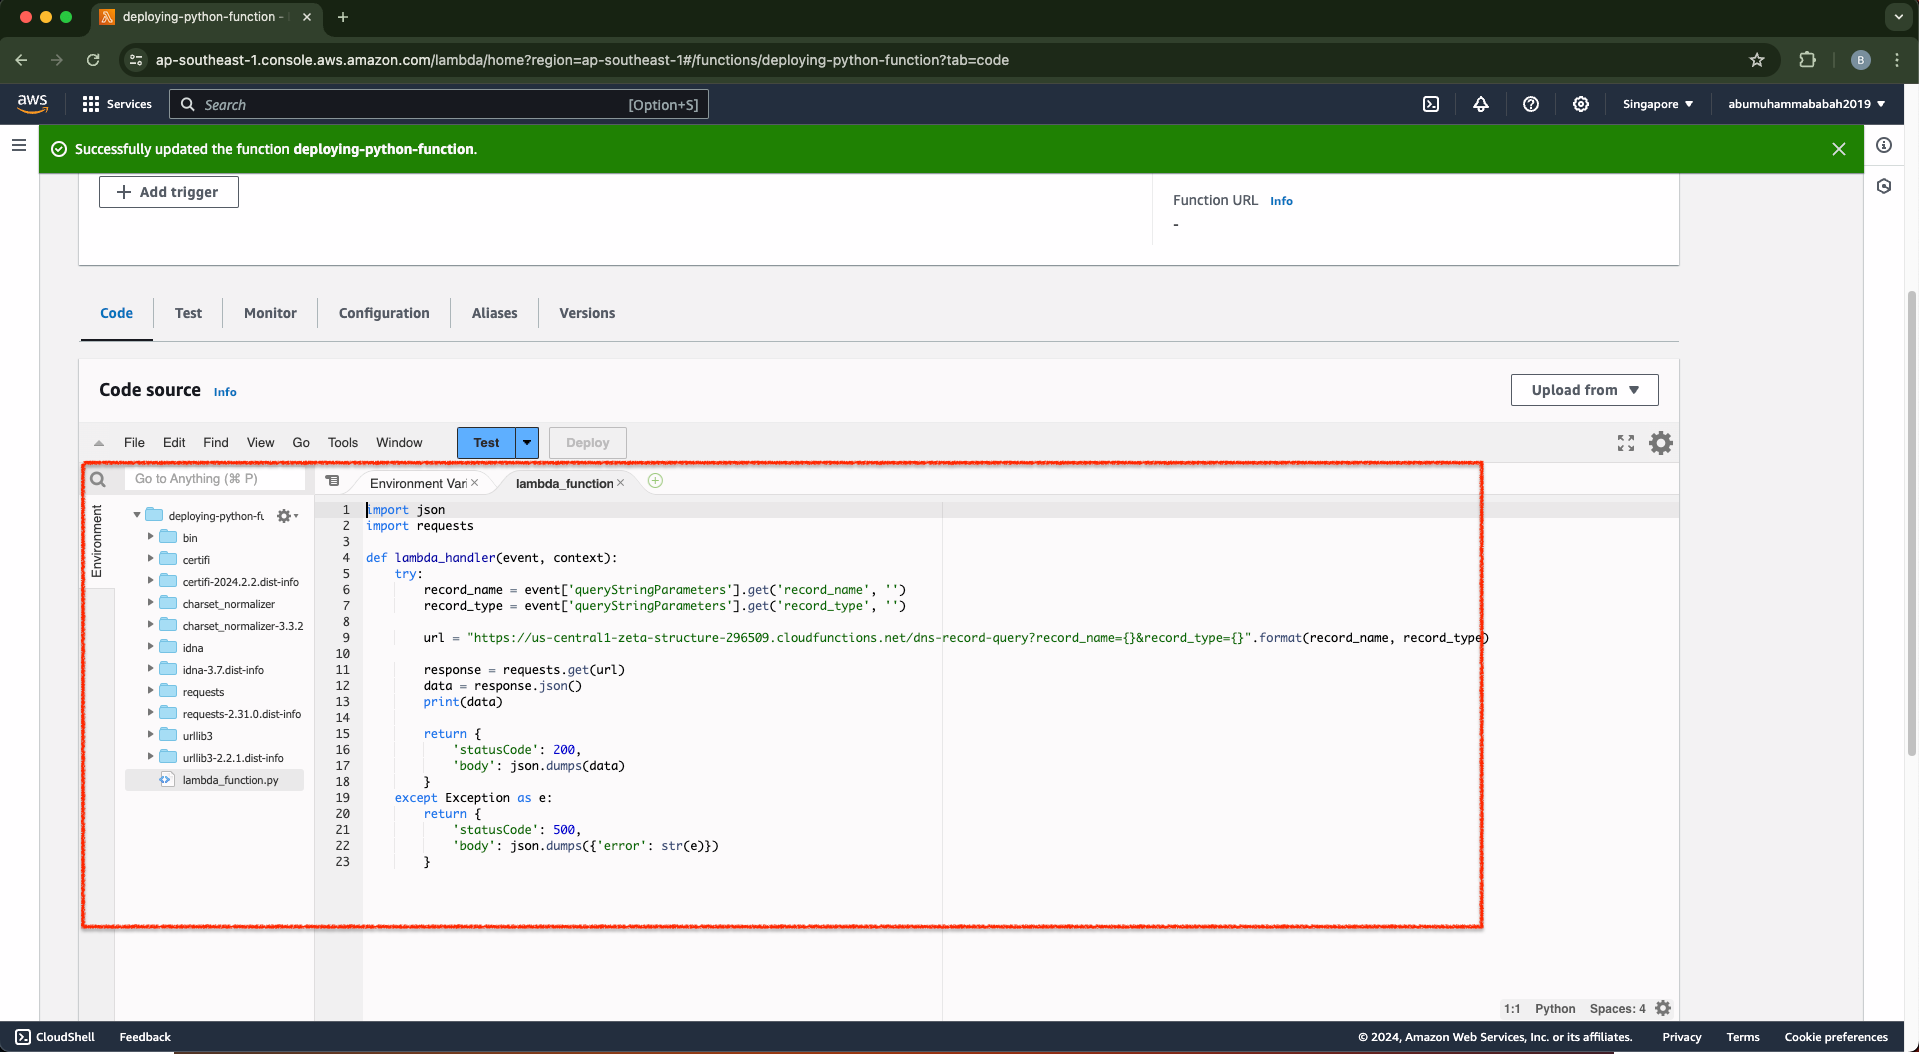 deploying-python-function -
ap-southeast-1.console.aws.amazon.com/lambda/home?region=ap-southeast-1#/functions/deploying-python-function?tab=code
B
aws Services Search [Option+S] Singapore abumuhammababah2019
Successfully updated the function deploying-python-function.
Add trigger
Function URL Info
-
Code Test Monitor Configuration Aliases Versions
Code source Info
Upload from
File Edit Find View Go Tools Window Test Deploy
Go to Anything (⌘ P)
Environment Vari lambda_function
Environment
deploying-python-fu
bin
certifi
certifi-2024.2.2.dist-info
charset_normalizer
charset_normalizer-3.3.2
idna
idna-3.7.dist-info
requests
requests-2.31.0.dist-info
urllib3
urllib3-2.2.1.dist-info
lambda_function.py
1 import json
2 import requests
3
4 def lambda_handler(event, context):
5 try:
6 record_name = event['queryStringParameters'].get('record_name', '')
7 record_type = event['queryStringParameters'].get('record_type', '')
8
9 url = "https://us-central1-zeta-structure-296509.cloudfunctions.net/dns-record-query?record_name={}&record_type={}".format(record_name, record_type)
10
11 response = requests.get(url)
12 data = response.json()
13 print(data)
14
15 return {
16 'statusCode': 200,
17 'body': json.dumps(data)
18 }
19 except Exception as e:
20 return {
21 'statusCode': 500,
22 'body': json.dumps({'error': str(e)})
23 }
1:1 Python Spaces: 4
CloudShell Feedback © 2024, Amazon Web Services, Inc. or its affiliates. Privacy Terms Cookie preferences